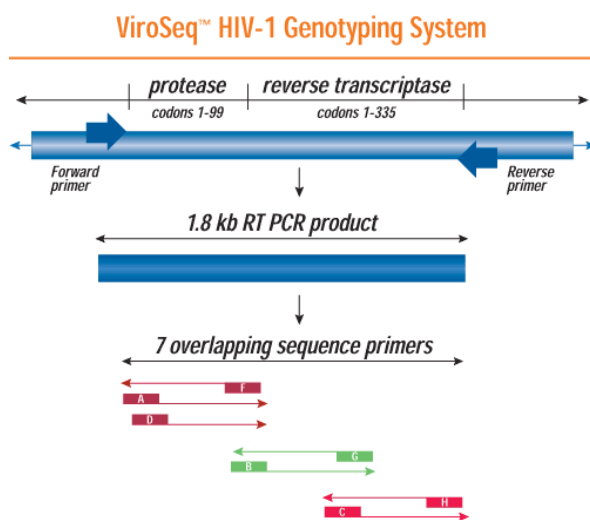 ViroSeq™ HIV-1 Genotyping System
protease reverse transcriptase
codons 1-99 codons 1-335
Forward primer
Reverse primer
1.8 kb RT PCR product
7 overlapping sequence primers
F
A
D
G
B
H
C